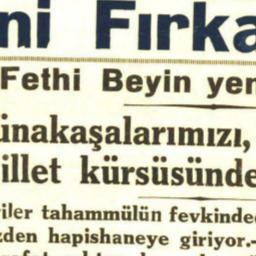 ni Fırka
Fethi Beyin yen
ünakaşalarımızı,
illet kürsüsünde
iler tahammülün fevkinde
zden hapishaneye giriyor.-